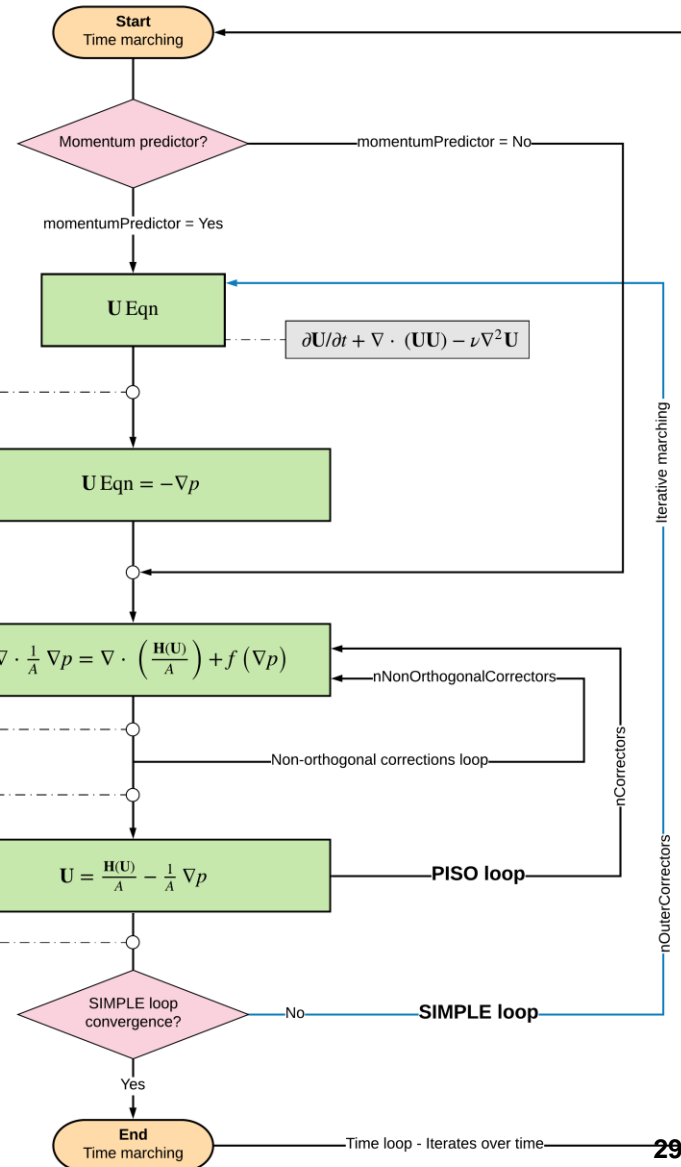 Start
Time marching
Momentum predictor?
momentumPredictor = No
momentumPredictor = Yes
U Eqn
∂U/∂t + ∇ · (UU) − ν∇²U
Iterative marching
U Eqn = −∇p
∇ · 1/A ∇p = ∇ · (H(U)/A) + f (∇p)
nNonOrthogonalCorrectors
Non-orthogonal corrections loop
nCorrectors
U = H(U)/A − 1/A ∇p
PISO loop
nOuterCorrectors
SIMPLE loop
convergence?
No
SIMPLE loop
Yes
End
Time marching
Time loop - Iterates over time
29